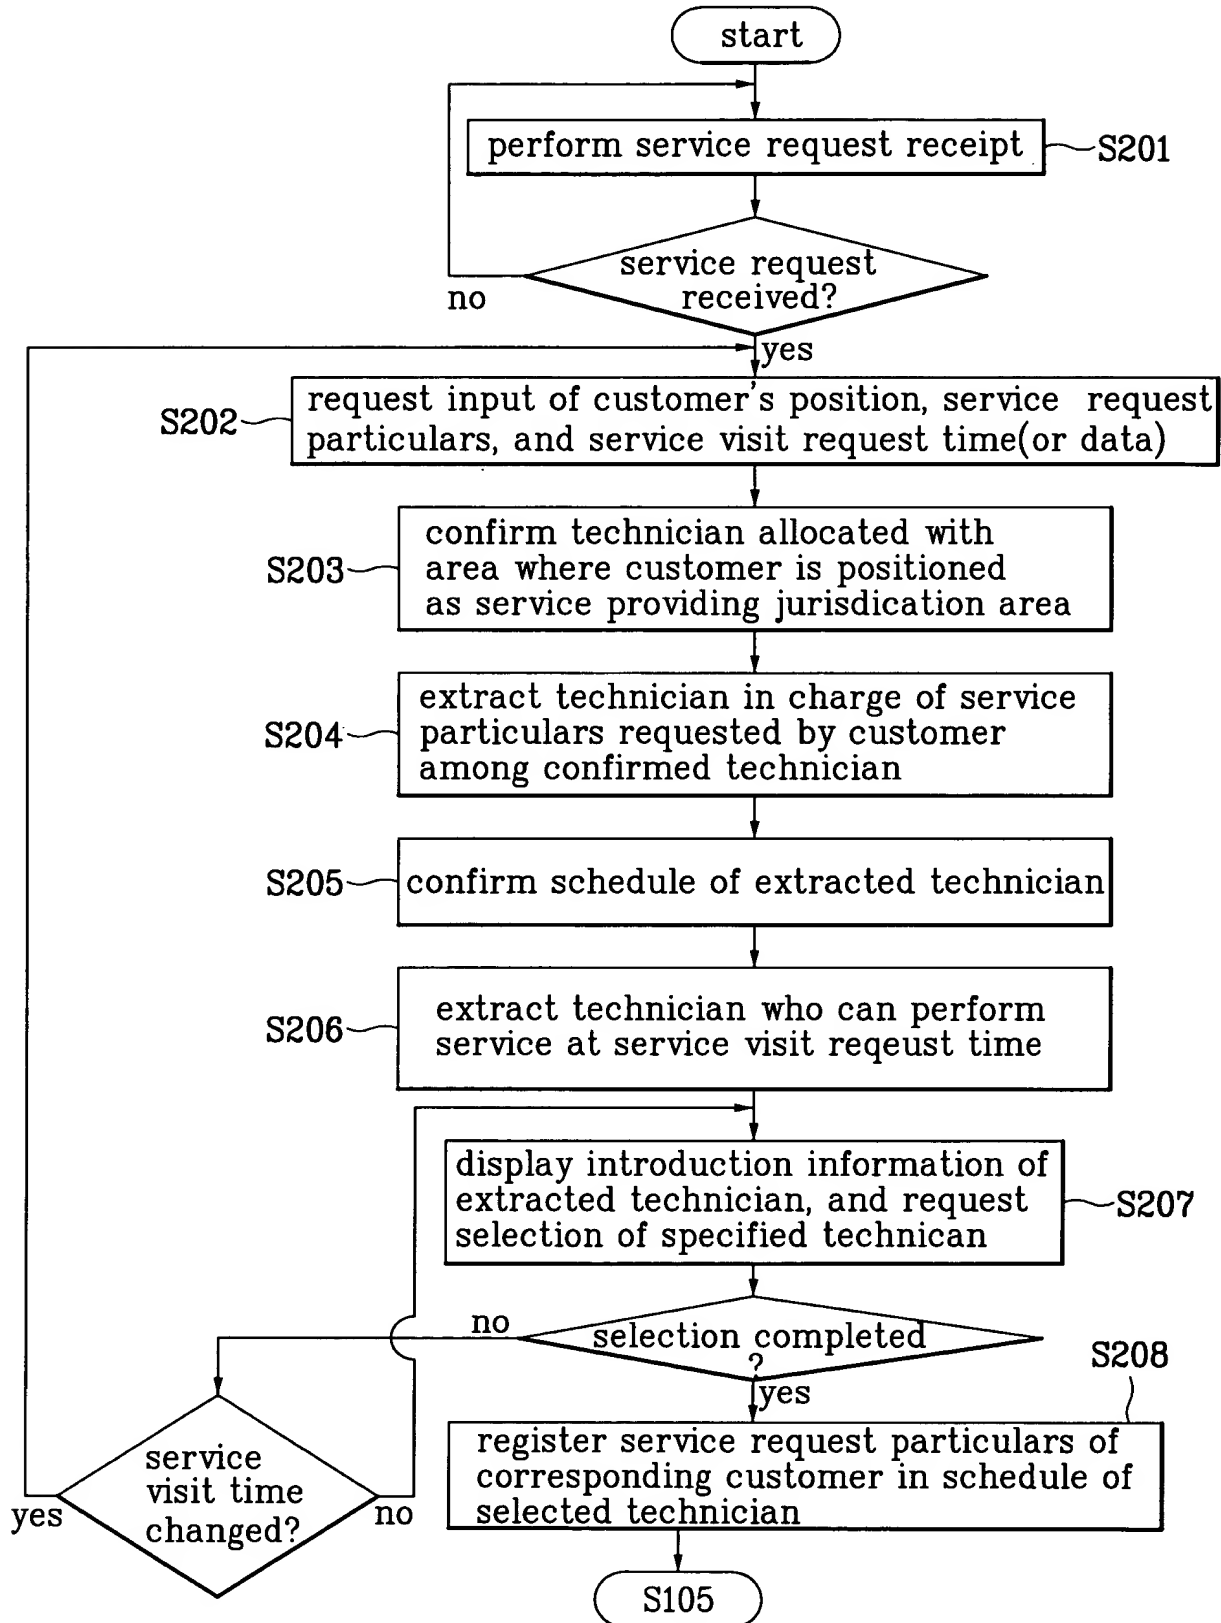 start
perform service request receipt
S201
service request
received?
no
yes
S202
request input of customer's position, service request
particulars, and service visit request time(or data)
S203
confirm technician allocated with
area where customer is positioned
as service providing jurisdication area
S204
extract technician in charge of service
particulars requested by customer
among confirmed technician
S205
confirm schedule of extracted technician
S206
extract technician who can perform
service at service visit reqeust time
display introduction information of
extracted technician, and request
selection of specified technican
S207
no
selection completed
?
yes
S208
service
visit time
changed?
yes
no
register service request particulars of
corresponding customer in schedule of
selected technician
S105